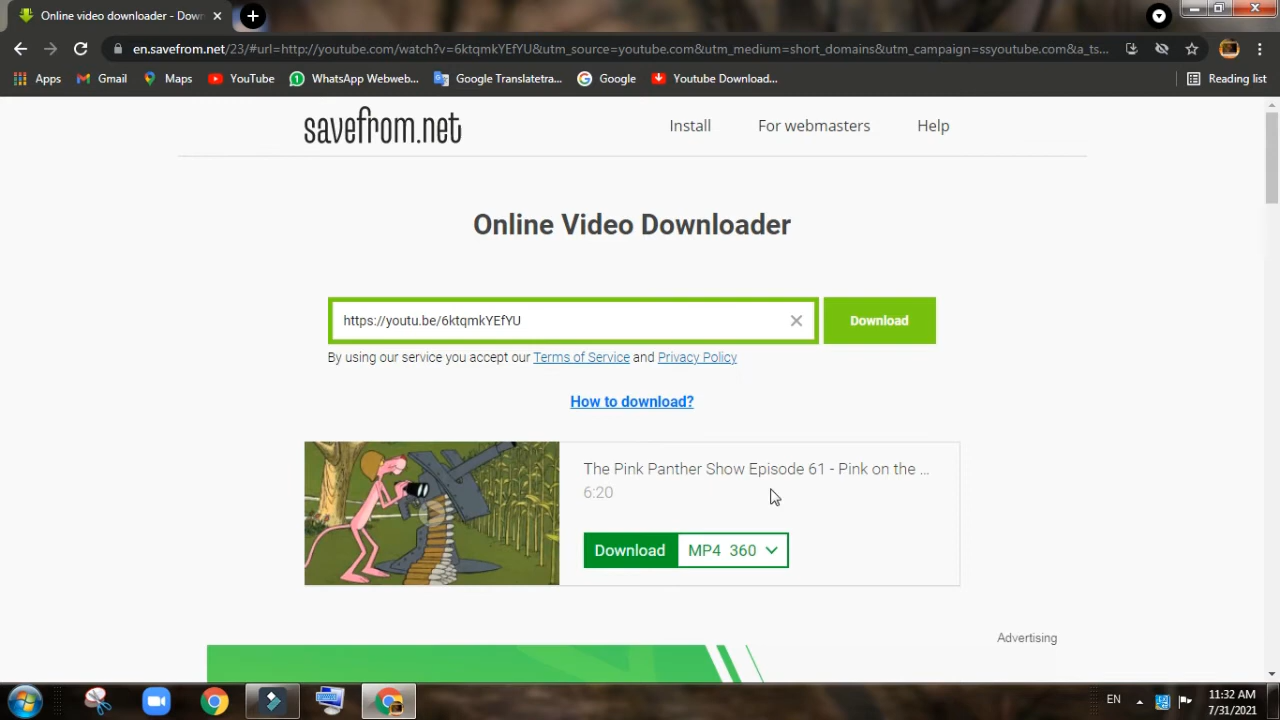 Online video downloader - Down
en.savefrom.net/23/#url=http://youtube.com/watch?v=6ktqmkYEfYU&utm_source=youtube.com&utm_medium=short_domains&utm_campaign=ssyoutube.com&a_ts...
Apps Gmail Maps YouTube WhatsApp Webweb... Google Translatetra... Google Youtube Download... Reading list
savefrom.net Install For webmasters Help
Online Video Downloader
https://youtu.be/6ktqmkYEfYU Download
By using our service you accept our Terms of Service and Privacy Policy
How to download?
The Pink Panther Show Episode 61 - Pink on the ...
6:20
Download MP4 360
Advertising
EN 11:32 AM
7/31/2021